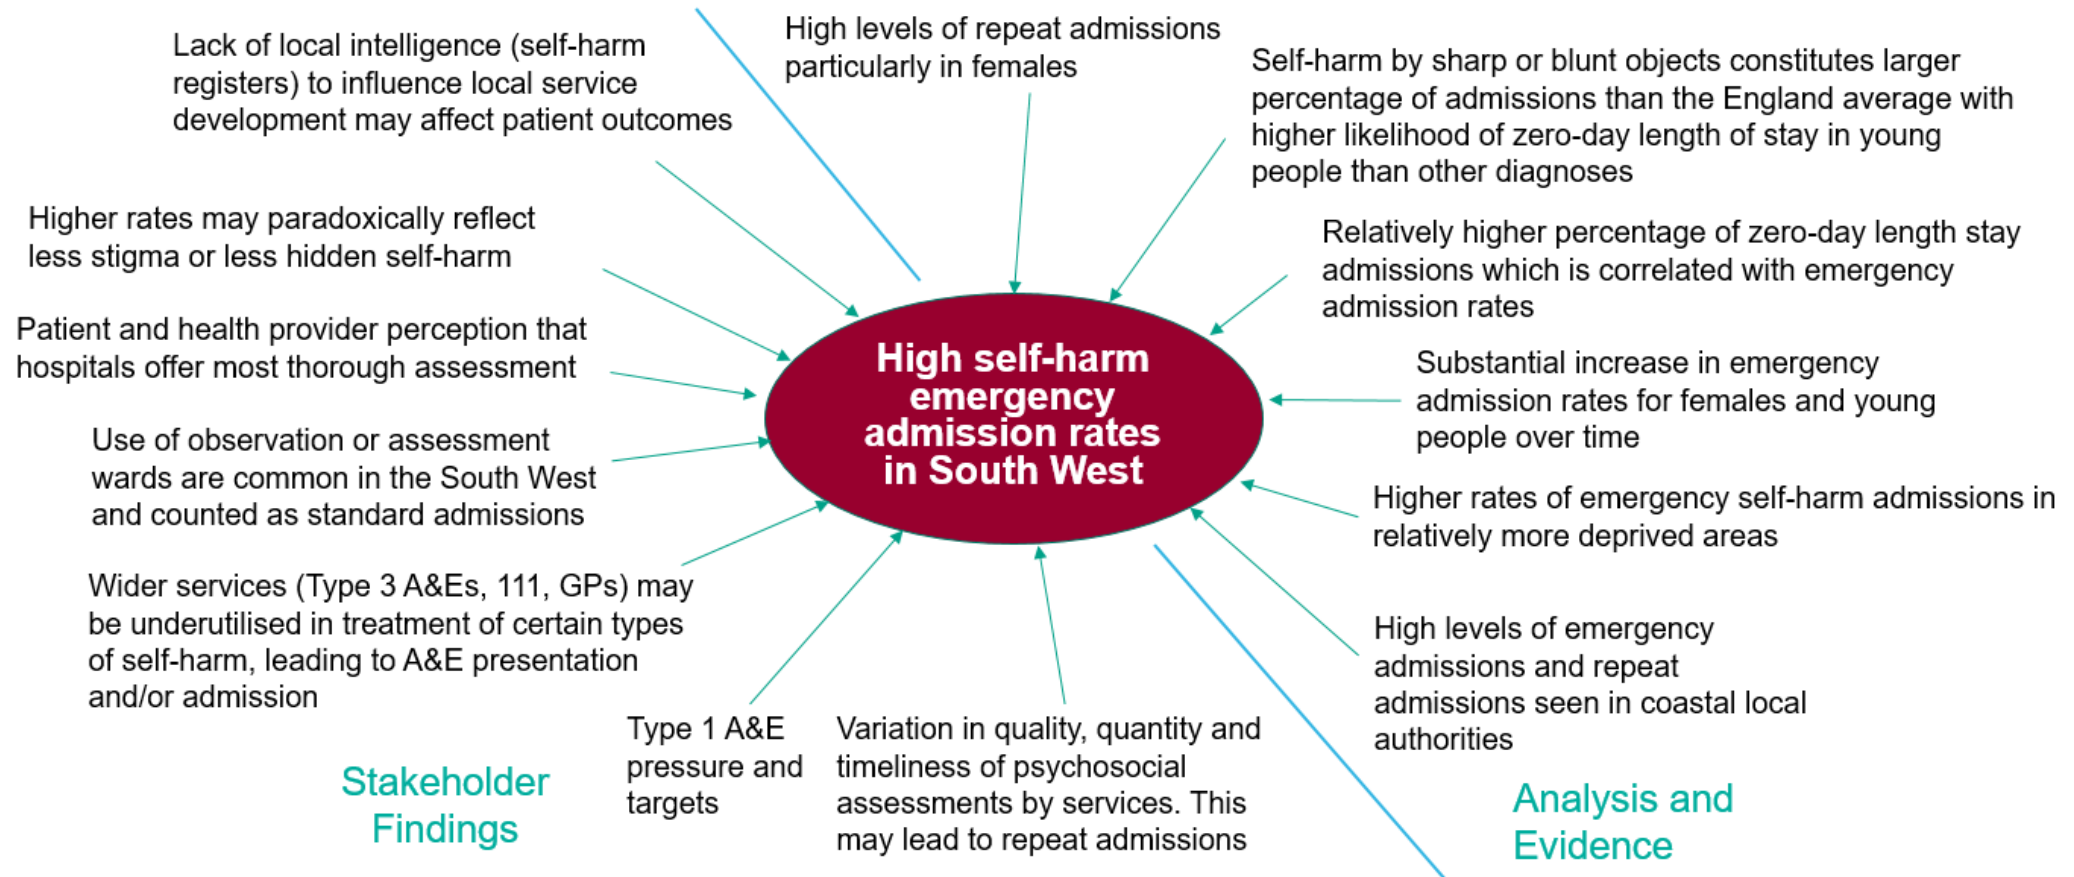 Lack of local intelligence (self-harm
registers) to influence local service
development may affect patient outcomes
High levels of repeat admissions
particularly in females
Self-harm by sharp or blunt objects constitutes larger
percentage of admissions than the England average with
higher likelihood of zero-day length of stay in young
people than other diagnoses
Higher rates may paradoxically reflect
less stigma or less hidden self-harm
Relatively higher percentage of zero-day length stay
admissions which is correlated with emergency
admission rates
Patient and health provider perception that
hospitals offer most thorough assessment
High self-harm
emergency
admission rates
in South West
Substantial increase in emergency
admission rates for females and young
people over time
Use of observation or assessment
wards are common in the South West
and counted as standard admissions
Higher rates of emergency self-harm admissions in
relatively more deprived areas
Wider services (Type 3 A&Es, 111, GPs) may
be underutilised in treatment of certain types
of self-harm, leading to A&E presentation
and/or admission
High levels of emergency
admissions and repeat
admissions seen in coastal local
authorities
Type 1 A&E
pressure and
targets
Variation in quality, quantity and
timeliness of psychosocial
assessments by services. This
may lead to repeat admissions
Stakeholder
Findings
Analysis and
Evidence